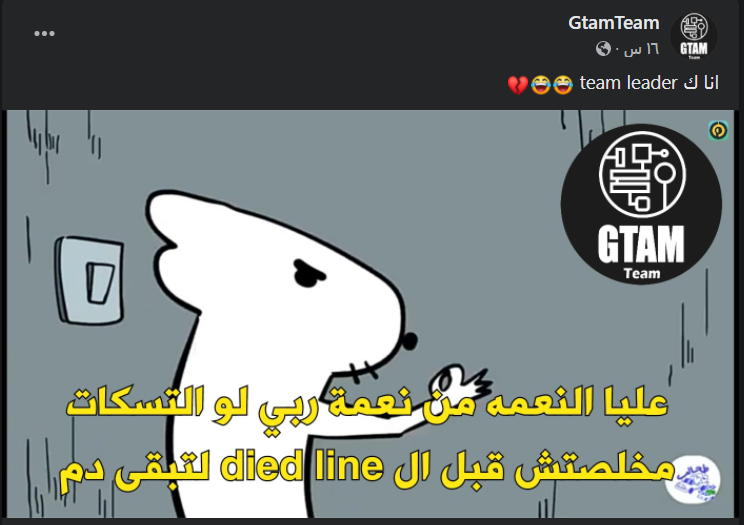 GtamTeam
١٦ س ·
انا ك team leader 😂😂💔
GTAM
Team
GTAM
Team
عليا النعمه من نعمة ربي لو التسكات
مخلصتش قبل ال died line لتبقى دم